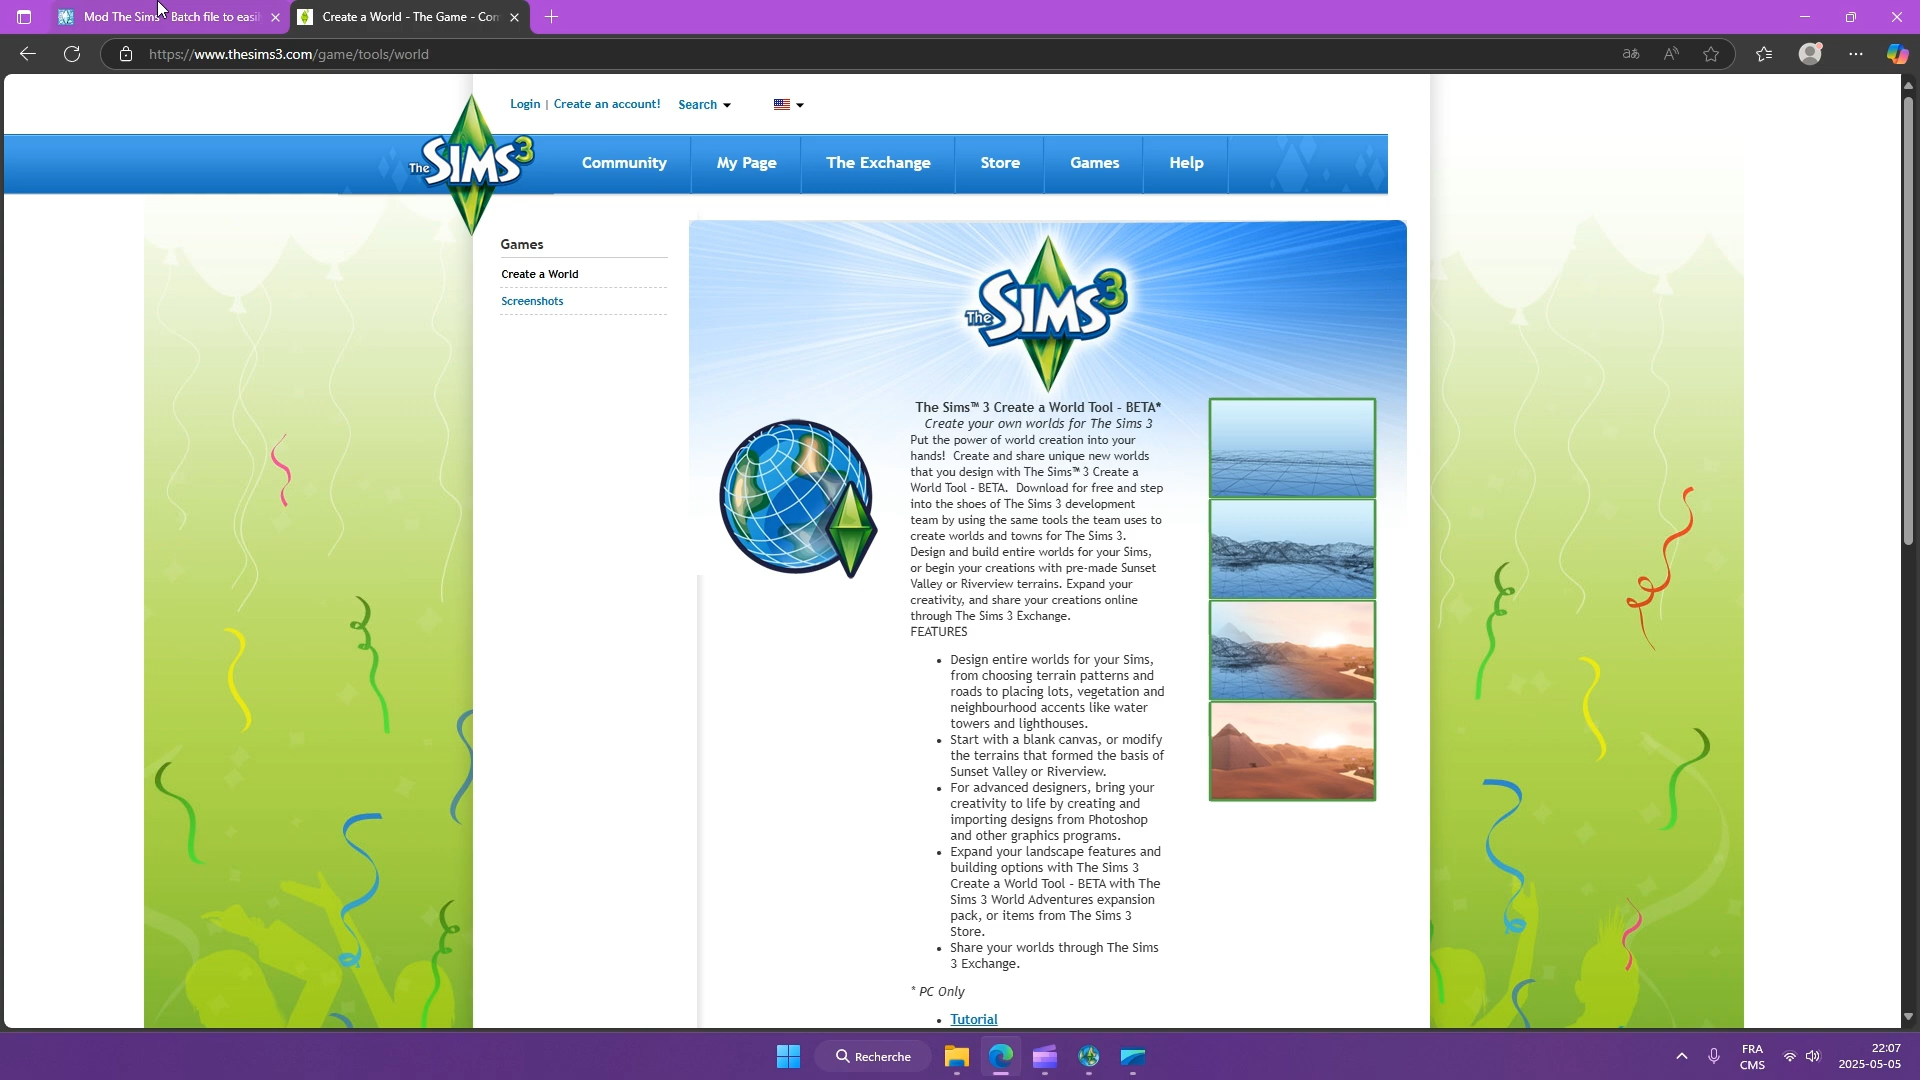 Mod The Sims - Batch file to easil
Create a World - The Game - Con
https://www.thesims3.com/game/tools/world
Login | Create an account! Search
The SIMS 3
Community
My Page
The Exchange
Store
Games
Help
Games
Create a World
Screenshots
The SIMS 3
The Sims™ 3 Create a World Tool - BETA*
Create your own worlds for The Sims 3
Put the power of world creation into your
hands! Create and share unique new worlds
that you design with The Sims™ 3 Create a
World Tool - BETA. Download for free and step
into the shoes of The Sims 3 development
team by using the same tools the team uses to
create worlds and towns for The Sims 3.
Design and build entire worlds for your Sims,
or begin your creations with pre-made Sunset
Valley or Riverview terrains. Expand your
creativity, and share your creations online
through The Sims 3 Exchange.
FEATURES
• Design entire worlds for your Sims,
from choosing terrain patterns and
roads to placing lots, vegetation and
neighbourhood accents like water
towers and lighthouses.
• Start with a blank canvas, or modify
the terrains that formed the basis of
Sunset Valley or Riverview.
• For advanced designers, bring your
creativity to life by creating and
importing designs from Photoshop
and other graphics programs.
• Expand your landscape features and
building options with The Sims 3
Create a World Tool - BETA with The
Sims 3 World Adventures expansion
pack, or items from The Sims 3
Store.
• Share your worlds through The Sims
3 Exchange.
* PC Only
• Tutorial
Recherche
FRA
CMS
22:07
2025-05-05